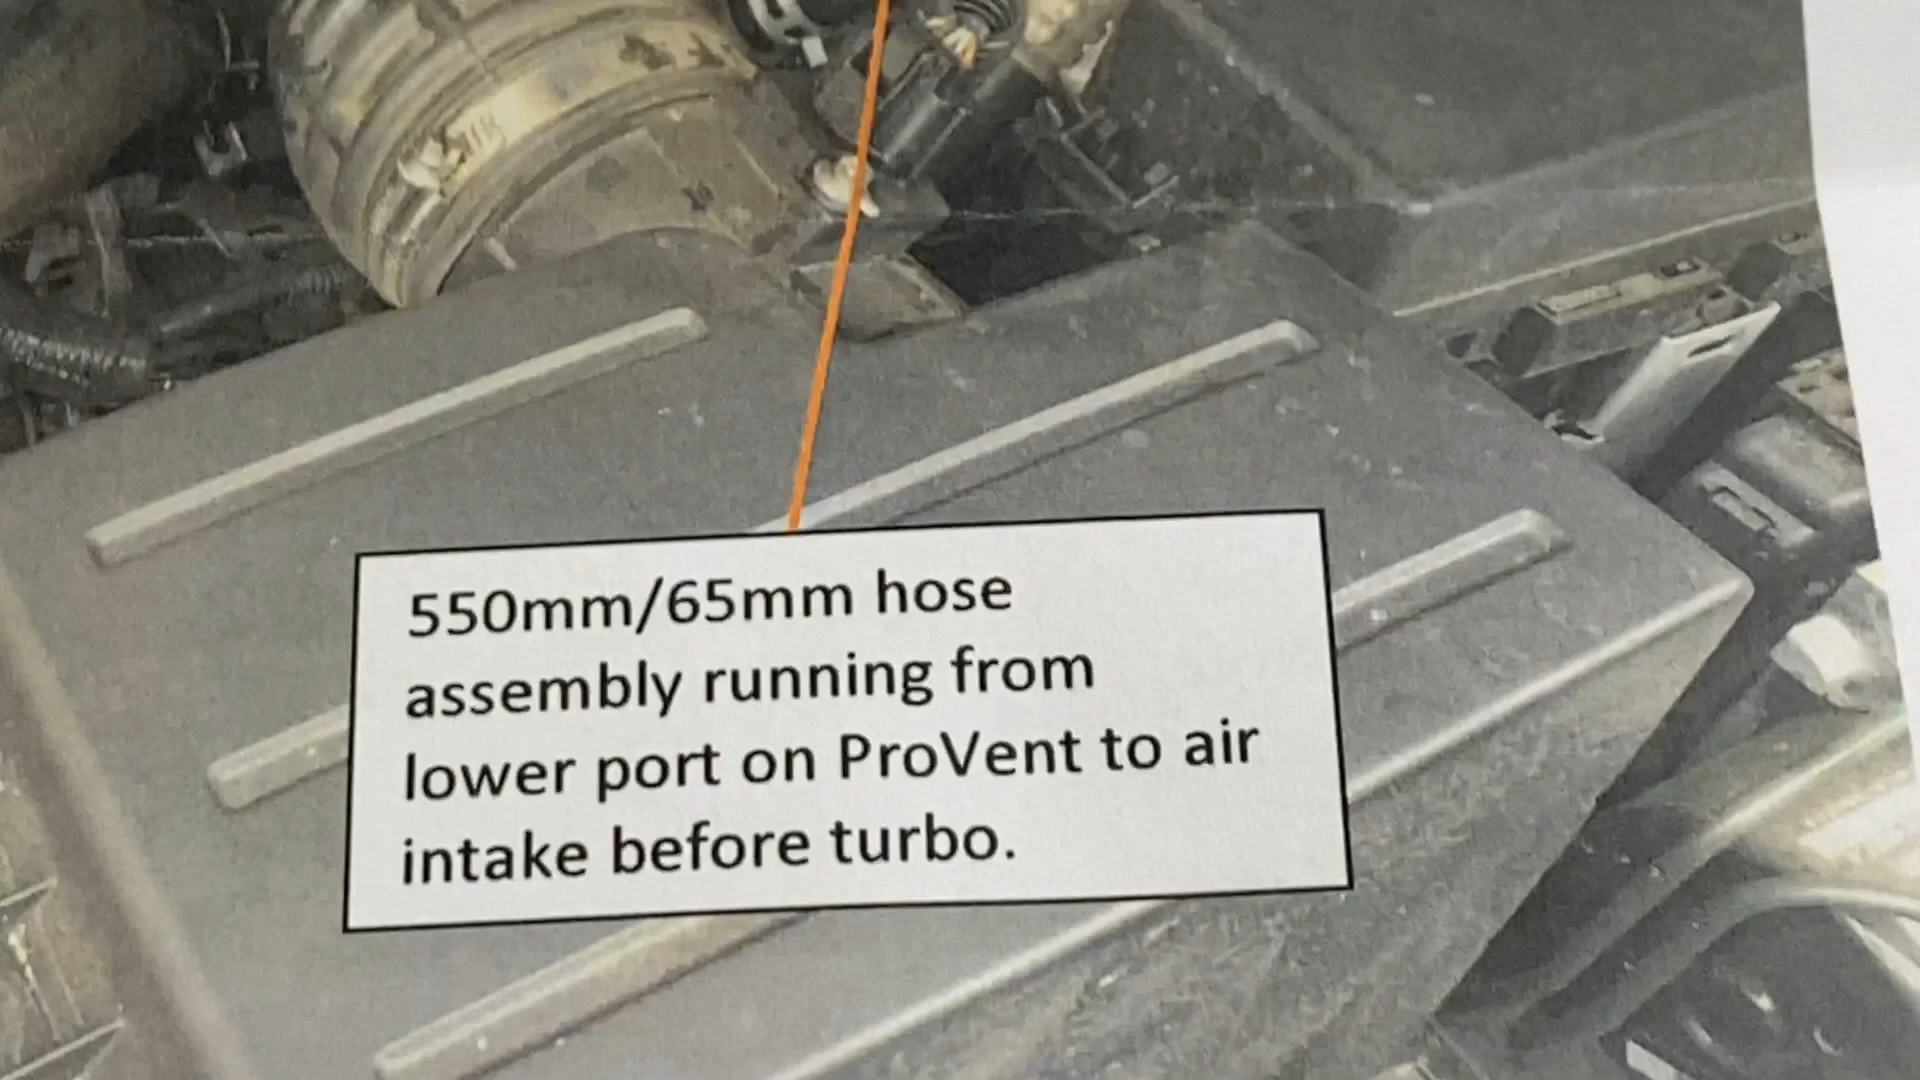 550mm/65mm hose
assembly running from
lower port on ProVent to air
intake before turbo.